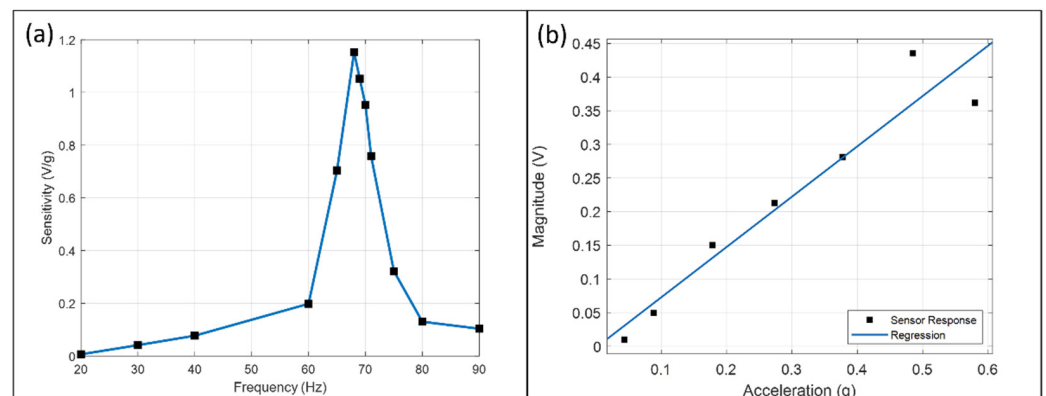 (a)
1.2
1
0.8
0.6
0.4
0.2
0
Sensitivity (V/g)
20 30 40 50 60 70 80 90
Frequency (Hz)
(b)
0.45
0.4
0.35
0.3
0.25
0.2
0.15
0.1
0.05
0
Magnitude (V)
Sensor Response
Regression
0.1 0.2 0.3 0.4 0.5 0.6
Acceleration (g)